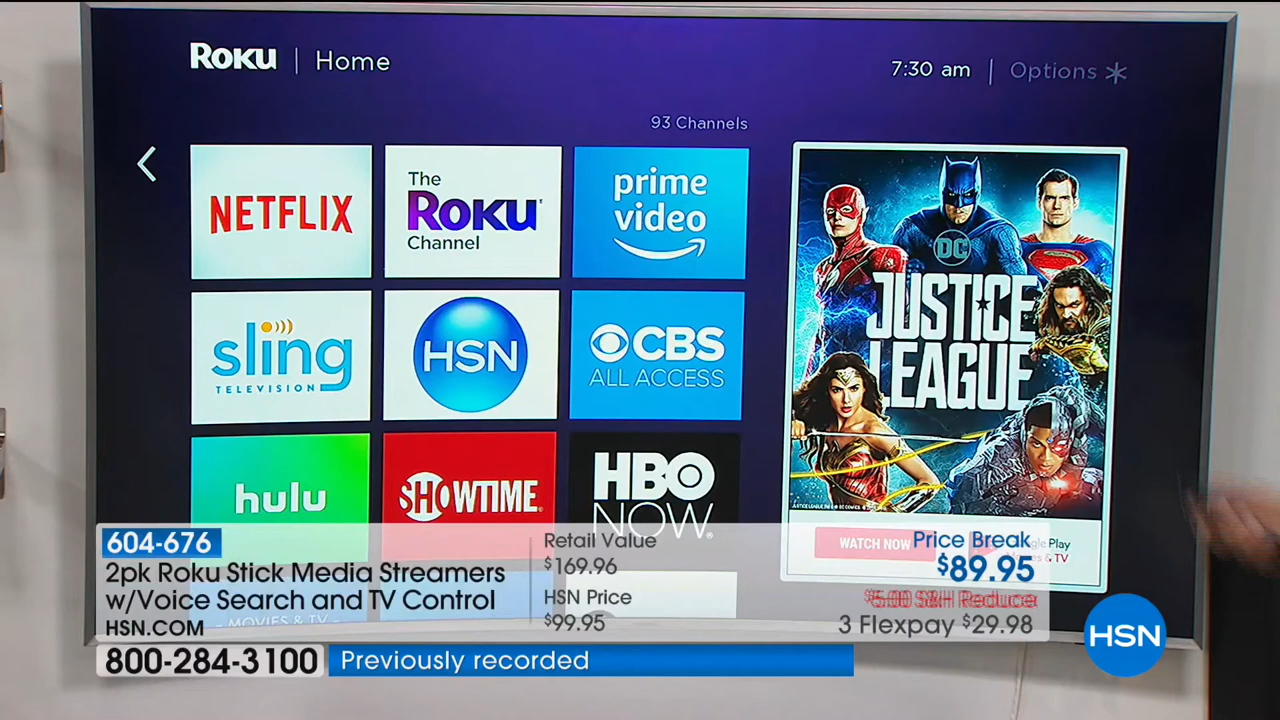 Roku | Home
7:30 am | Options
93 Channels
NETFLIX
The
Roku
Channel
prime
video
sling
TELEVISION
HSN
CBS
ALL ACCESS
hulu
SHOWTIME
HBO
NOW
DC
JUSTICE
LEAGUE
WATCH NOW
MOVIES & TV
604-676
2pk Roku Stick Media Streamers
w/Voice Search and TV Control
HSN.COM
Retail Value
$169.96
HSN Price
$99.95
Price Break
$89.95
3 Flexpay $29.98
800-284-3100
Previously recorded
HSN